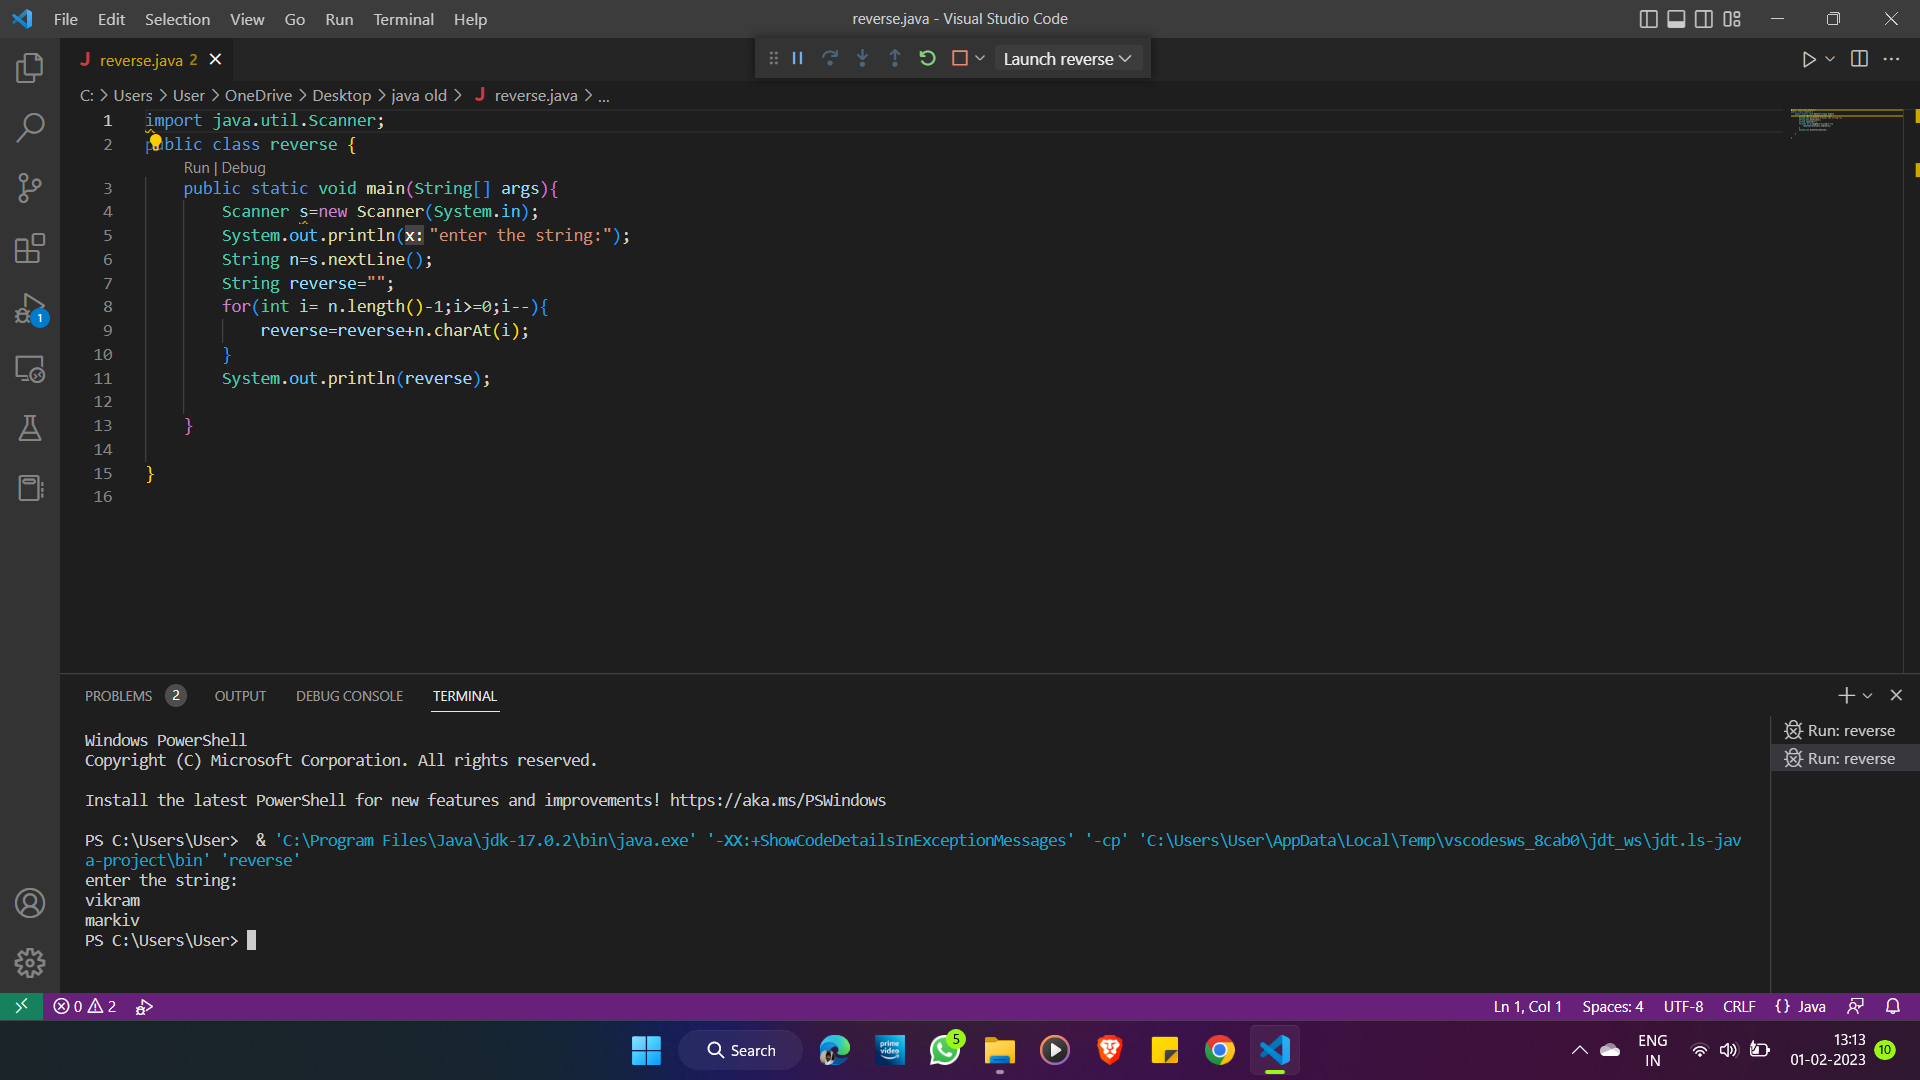 File Edit Selection View Go Run Terminal Help
reverse.java - Visual Studio Code
J reverse.java 2
Launch reverse
C: > Users > User > OneDrive > Desktop > java old > J reverse.java > ...
1 import java.util.Scanner;
2 public class reverse {
Run | Debug
3 public static void main(String[] args){
4 Scanner s=new Scanner(System.in);
5 System.out.println(x: "enter the string:");
6 String n=s.nextLine();
7 String reverse="";
8 for(int i= n.length()-1;i>=0;i--){
9 reverse=reverse+n.charAt(i);
10 }
11 System.out.println(reverse);
12
13 }
14
15 }
16
1
PROBLEMS 2 OUTPUT DEBUG CONSOLE TERMINAL
Run: reverse
Run: reverse
Windows PowerShell
Copyright (C) Microsoft Corporation. All rights reserved.
Install the latest PowerShell for new features and improvements! https://aka.ms/PSWindows
PS C:\Users\User>  & 'C:\Program Files\Java\jdk-17.0.2\bin\java.exe' '-XX:+ShowCodeDetailsInExceptionMessages' '-cp' 'C:\Users\User\AppData\Local\Temp\vscodesws_8cab0\jdt_ws\jdt.ls-jav
a-project\bin' 'reverse'
enter the string:
vikram
markiv
PS C:\Users\User>
0 2
Ln 1, Col 1 Spaces: 4 UTF-8 CRLF {} Java
Search
prime video
5
ENG
IN
13:13
01-02-2023
10